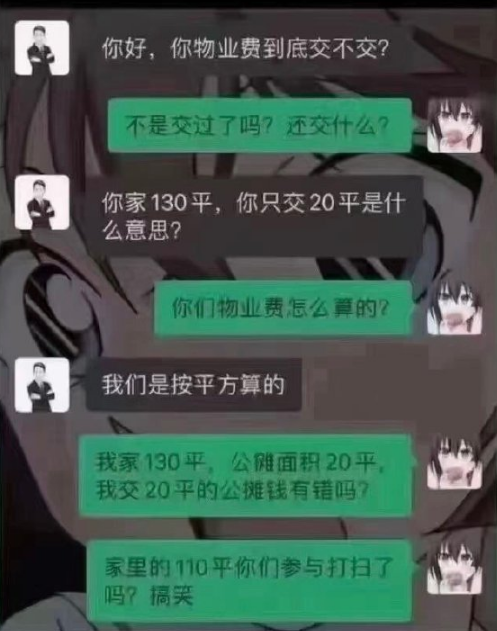 你好，你物业费到底交不交？
不是交过了吗？还交什么？
你家130平，你只交20平是什
么意思？
你们物业费怎么算的？
我们是按平方算的
我家130平，公摊面积20平，
我交20平的公摊钱有错吗？
家里的110平你们参与打扫了
吗？搞笑